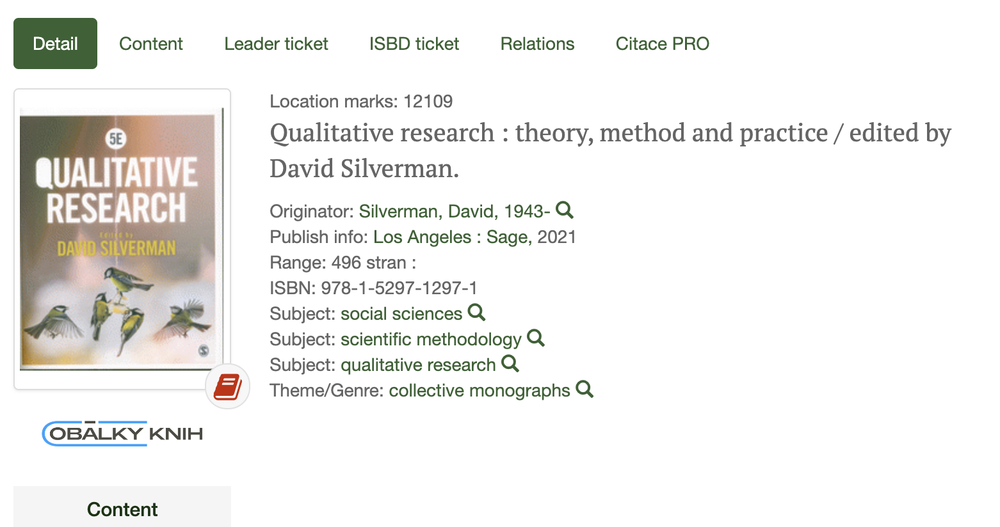 Detail Content Leader ticket ISBD ticket Relations Citace PRO
5E
QUALITATIVE
RESEARCH
Edited by
DAVID SILVERMAN
S
OBÁLKY KNIH
Content
Location marks: 12109
Qualitative research : theory, method and practice / edited by
David Silverman.
Originator: Silverman, David, 1943-
Publish info: Los Angeles : Sage, 2021
Range: 496 stran :
ISBN: 978-1-5297-1297-1
Subject: social sciences
Subject: scientific methodology
Subject: qualitative research
Theme/Genre: collective monographs